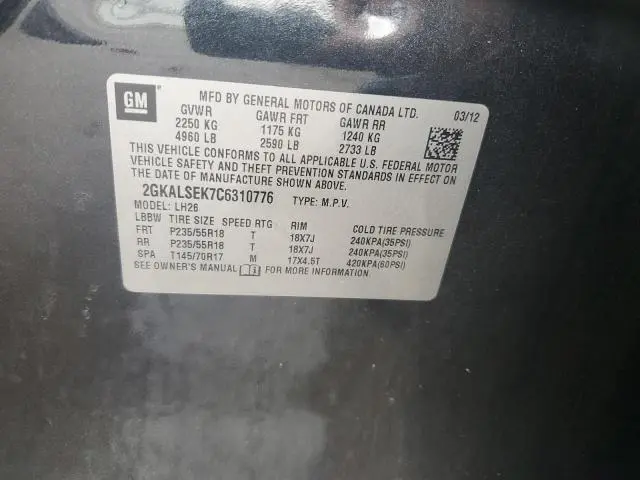 GM
MFD BY GENERAL MOTORS OF CANADA LTD. 03/12
GVWR GAWR FRT GAWR RR
2250 KG 1175 KG 1240 KG
4960 LB 2590 LB 2733 LB
THIS VEHICLE CONFORMS TO ALL APPLICABLE U.S. FEDERAL MOTOR
VEHICLE SAFETY AND THEFT PREVENTION STANDARDS IN EFFECT ON
THE DATE OF MANUFACTURE SHOWN ABOVE.
2GKALSEK7C6310776 TYPE: M.P.V.
MODEL: LH26
LBBW TIRE SIZE SPEED RTG RIM COLD TIRE PRESSURE
FRT P235/55R18 T 18X7J 240KPA(35PSI)
RR P235/55R18 T 18X7J 240KPA(35PSI)
SPA T145/70R17 M 17X4.5T 420KPA(60PSI)
SEE OWNER'S MANUAL FOR MORE INFORMATION